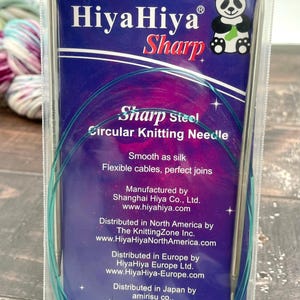 HiyaHiya®
Sharp
Sharp Steel
Circular Knitting Needle
Smooth as silk
Flexible cables, perfect joins
Manufactured by
Shanghai Hiya Co., Ltd.
www.hiyahiya.com
Distributed in North America by
The KnittingZone Inc.
www.HiyaHiyaNorthAmerica.com
Distributed in Europe by
HiyaHiya Europe Ltd.
www.HiyaHiya-Europe.com
Distributed in Japan by
amirisu co.,